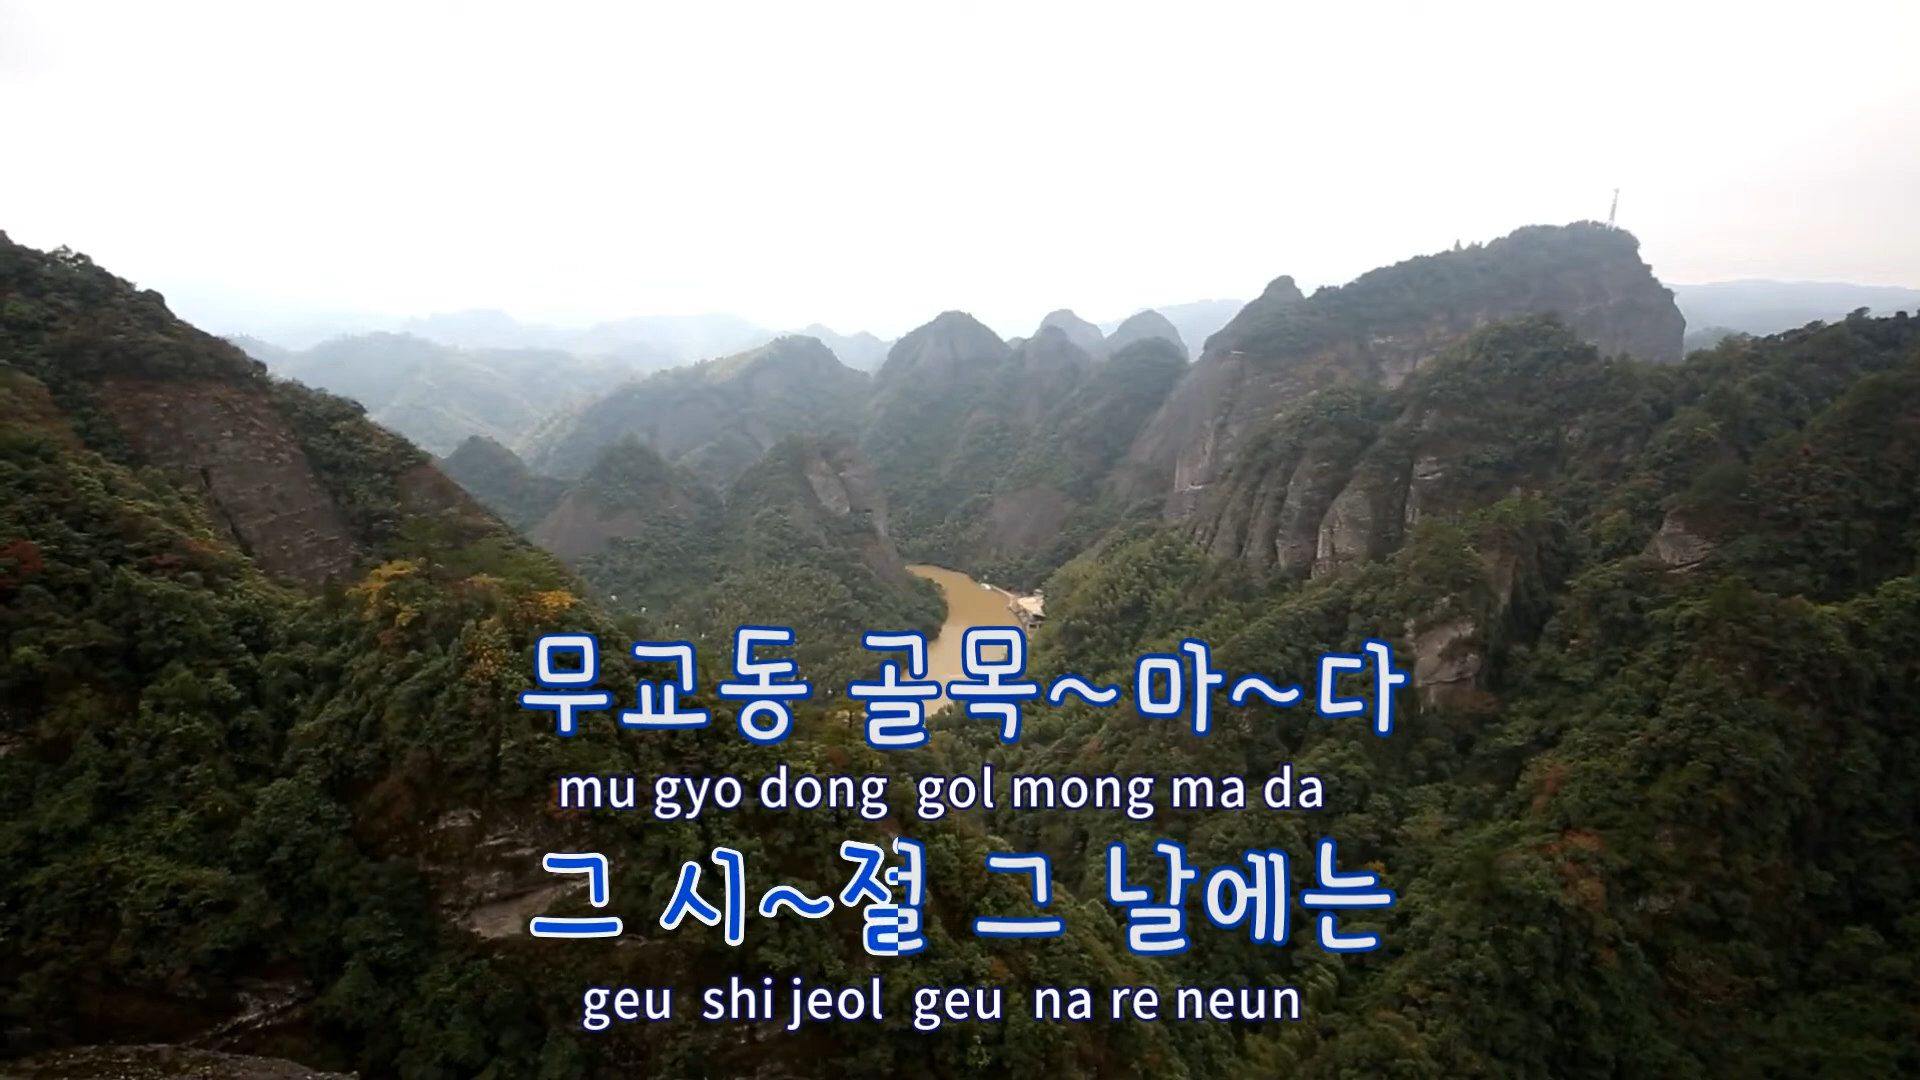 무교동 골목~마~다
mu gyo dong gol mong ma da
그 시~절 그 날에는
geu shi jeol geu na re neun